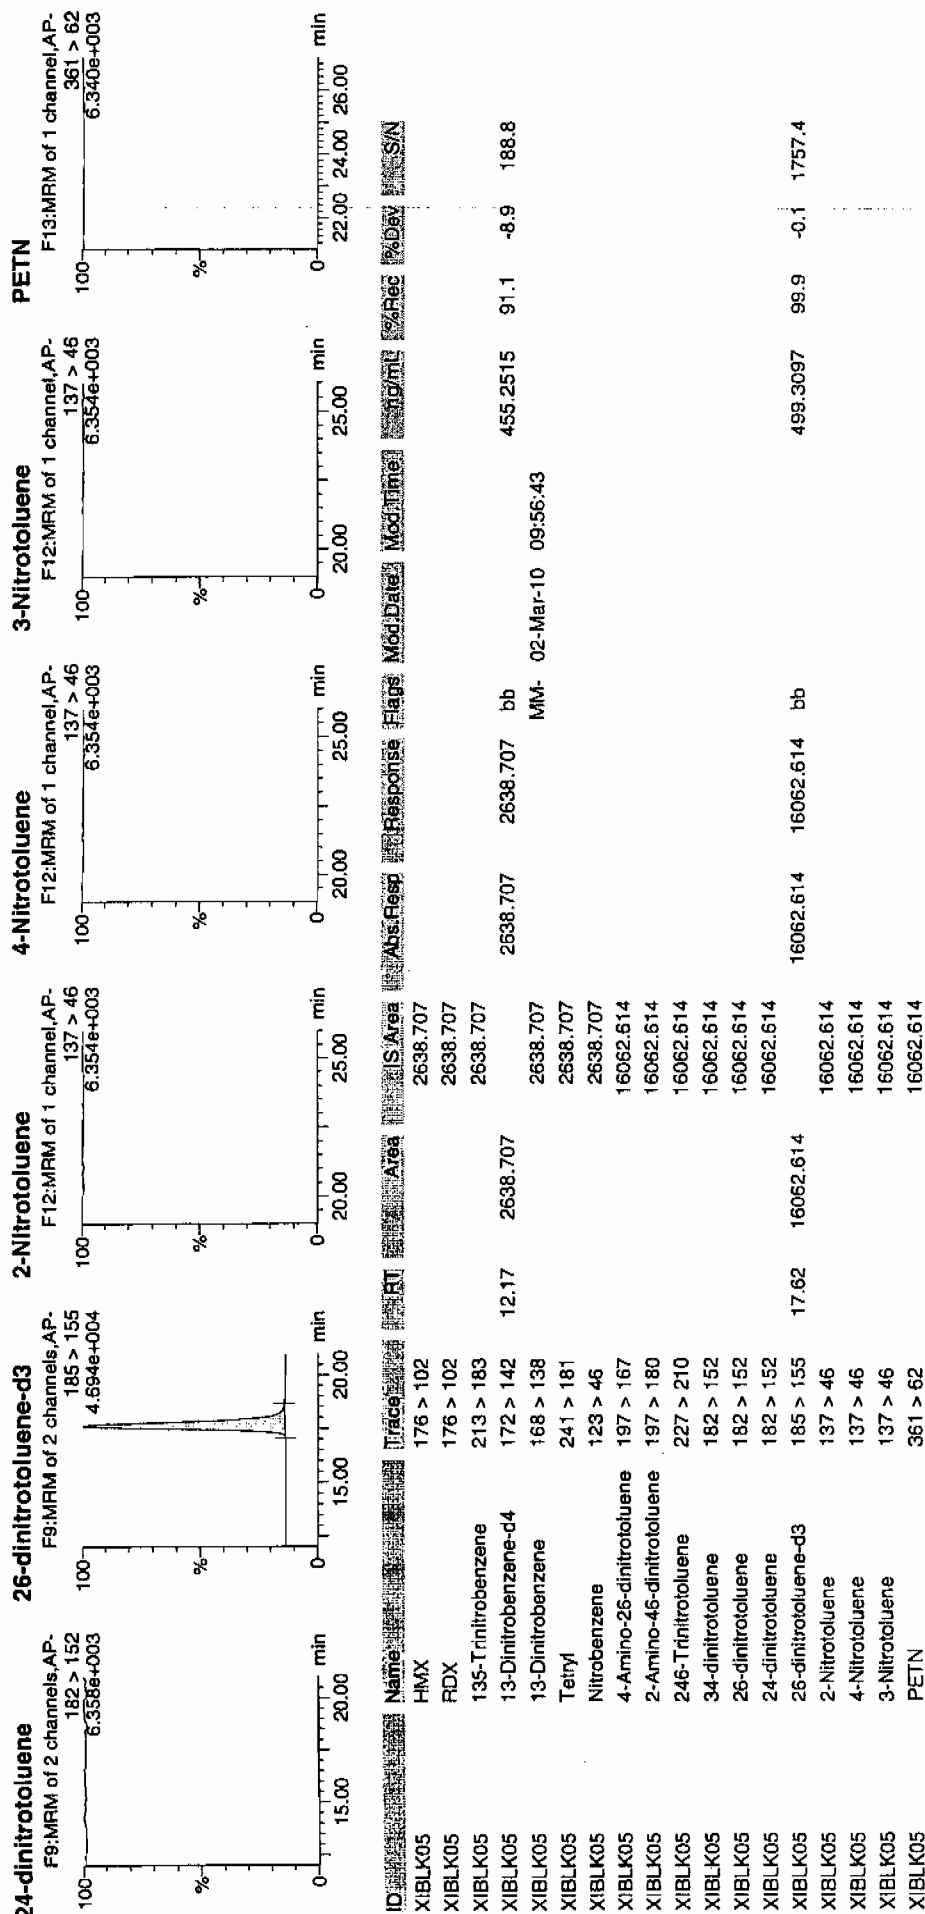 24-dinitrotoluene
F9:MRM of 2 channels,AP-
182 > 152
6.358e+003
100
%
0
15.00 20.00 min
26-dinitrotoluene-d3
F9:MRM of 2 channels,AP-
185 > 155
4.694e+004
100
%
0
15.00 20.00 min
2-Nitrotoluene
F12:MRM of 1 channel,AP-
137 > 46
6.354e+003
100
%
0
20.00 25.00 min
4-Nitrotoluene
F12:MRM of 1 channel,AP-
137 > 46
6.354e+003
100
%
0
20.00 25.00 min
3-Nitrotoluene
F12:MRM of 1 channel,AP-
137 > 46
6.354e+003
100
%
0
20.00 25.00 min
PETN
F13:MRM of 1 channel,AP-
361 > 62
6.340e+003
100
%
0
22.00 24.00 26.00 min
ID Name Trace RT Area IS Area Abs.Resp Response Flags Mod.Date Mod.Time ng/mL %Rec %Dev S/N
XIBLK05 HMX 176 > 102 2638.707
XIBLK05 RDX 176 > 102 2638.707
XIBLK05 135-Trinitrobenzene 213 > 183 2638.707
XIBLK05 13-Dinitrobenzene-d4 172 > 142 12.17 2638.707 2638.707 2638.707 bb 455.2515 91.1 -8.9 188.8
XIBLK05 13-Dinitrobenzene 168 > 138 2638.707 MM- 02-Mar-10 09:56:43
XIBLK05 Tetryl 241 > 181 2638.707
XIBLK05 Nitrobenzene 123 > 46 2638.707
XIBLK05 4-Amino-26-dinitrotoluene 197 > 167 16062.614
XIBLK05 2-Amino-46-dinitrotoluene 197 > 180 16062.614
XIBLK05 246-Trinitrotoluene 227 > 210 16062.614
XIBLK05 34-dinitrotoluene 182 > 152 16062.614
XIBLK05 26-dinitrotoluene 182 > 152 16062.614
XIBLK05 24-dinitrotoluene 182 > 152 16062.614
XIBLK05 26-dinitrotoluene-d3 185 > 155 17.62 16062.614 16062.614 16062.614 bb 499.3097 99.9 -0.1 1757.4
XIBLK05 2-Nitrotoluene 137 > 46 16062.614
XIBLK05 4-Nitrotoluene 137 > 46 16062.614
XIBLK05 3-Nitrotoluene 137 > 46 16062.614
XIBLK05 PETN 361 > 62 16062.614